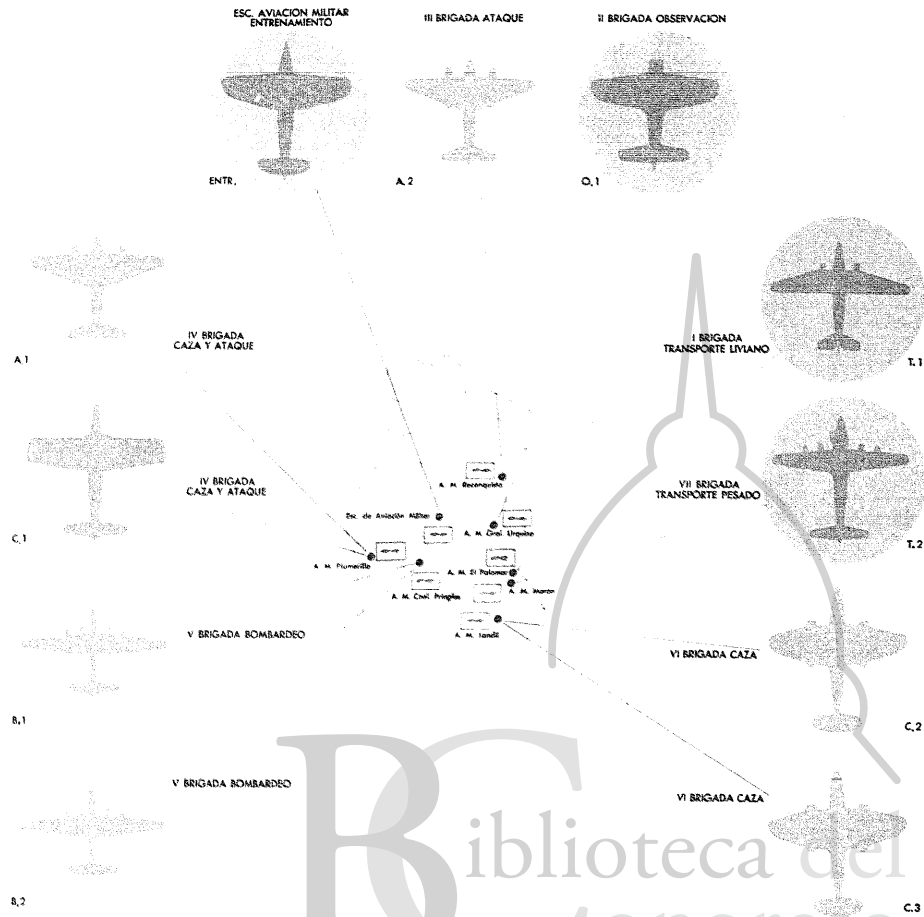 ESC. AVIACION MILITAR
ENTRENAMIENTO
III BRIGADA ATAQUE
II BRIGADA OBSERVACION
ENTR.
A.2
O.1
A.1
IV BRIGADA
CAZA Y ATAQUE
I BRIGADA
TRANSPORTE LIVIANO
T.1
C.1
IV BRIGADA
CAZA Y ATAQUE
VII BRIGADA
TRANSPORTE PESADO
T.2
A. M. Reconquista
Esc. de Aviación Militar
A. M. Gral. Urquiza
A. M. Plumerillo
A. M. El Palomar
A. M. Cnel. Pringles
A. M. Morón
A. M. Tandil
V BRIGADA BOMBARDEO
B.1
VI BRIGADA CAZA
C.2
V BRIGADA BOMBARDEO
B.2
VI BRIGADA CAZA
C.3
Biblioteca del